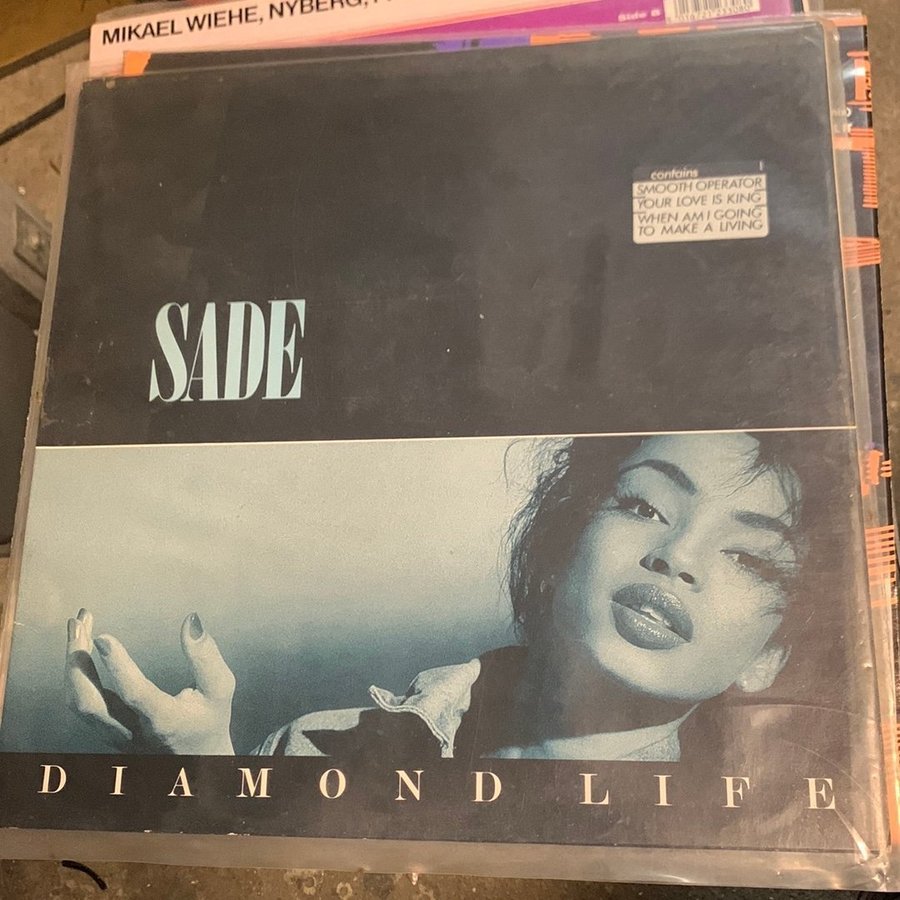 MIKAEL WIEHE, NYBERG,
Side B
contains
SMOOTH OPERATOR
YOUR LOVE IS KING
WHEN AM I GOING
TO MAKE A LIVING
SADE
DIAMOND LIFE